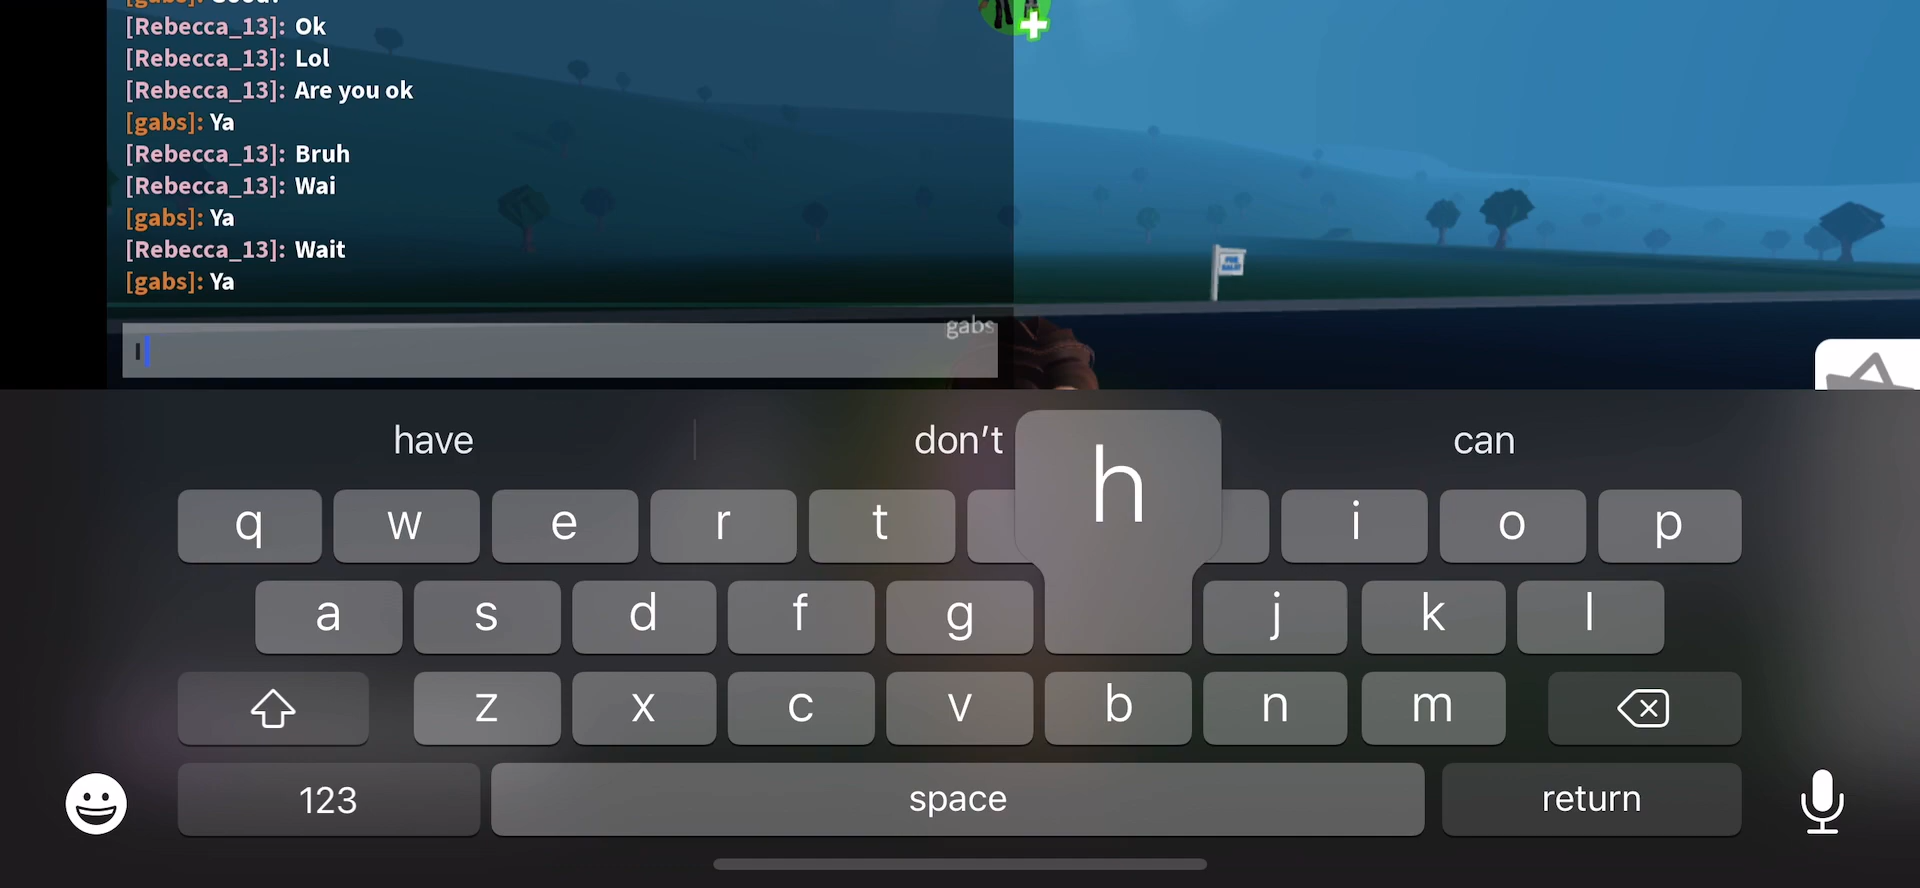 [Rebecca_13]: Ok
[Rebecca_13]: Lol
[Rebecca_13]: Are you ok
[gabs]: Ya
[Rebecca_13]: Bruh
[Rebecca_13]: Wai
[gabs]: Ya
[Rebecca_13]: Wait
[gabs]: Ya
gabs
I
have don't can
h
q w e r t i o p
a s d f g j k l
z x c v b n m
123 space return